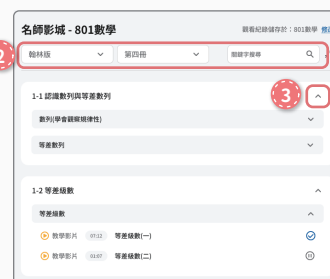 名師影城 - 801數學
觀看紀錄儲存於：801數學
2
翰林版
第四冊
關鍵字搜尋
3
1-1 認識數列與等差數列
數列(學會觀察規律性)
等差數列
1-2 等差級數
等差級數
教學影片 07:12 等差級數(一)
教學影片 01:07 等差級數(二)